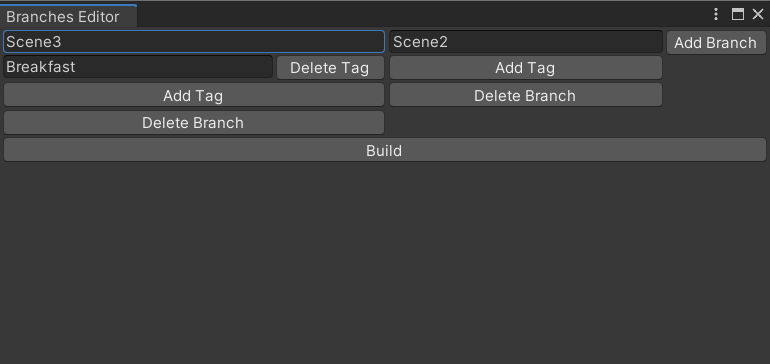 Branches Editor
Scene3 Scene2 Add Branch
Breakfast Delete Tag Add Tag
Add Tag Delete Branch
Delete Branch
Build